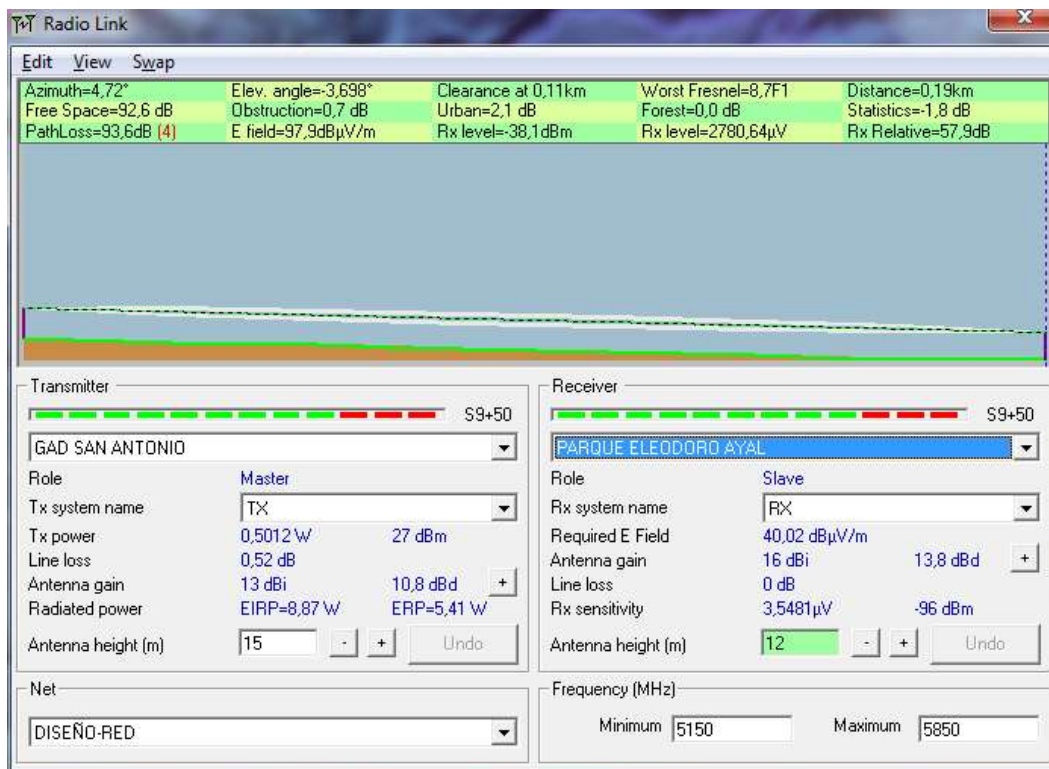 Radio Link
Edit View Swap
Azimuth=4,72° Elev. angle=-3,698° Clearance at 0,11km Worst Fresnel=8,7F1 Distance=0,19km
Free Space=92,6 dB Obstruction=0,7 dB Urban=2,1 dB Forest=0,0 dB Statistics=-1,8 dB
PathLoss=93,6dB (4) E field=97,9dBµV/m Rx level=-38,1dBm Rx level=2780,64µV Rx Relative=57,9dB
Transmitter
S9+50
GAD SAN ANTONIO
Role Master
Tx system name TX
Tx power 0,5012 W 27 dBm
Line loss 0,52 dB
Antenna gain 13 dBi 10,8 dBd +
Radiated power EIRP=8,87 W ERP=5,41 W
Antenna height (m) 15 - + Undo
Receiver
S9+50
PARQUE ELEODORO AYAL
Role Slave
Rx system name RX
Required E Field 40,02 dBµV/m
Antenna gain 16 dBi 13,8 dBd +
Line loss 0 dB
Rx sensitivity 3,5481µV -96 dBm
Antenna height (m) 12 - + Undo
Net
DISEÑO-RED
Frequency (MHz)
Minimum 5150 Maximum 5850